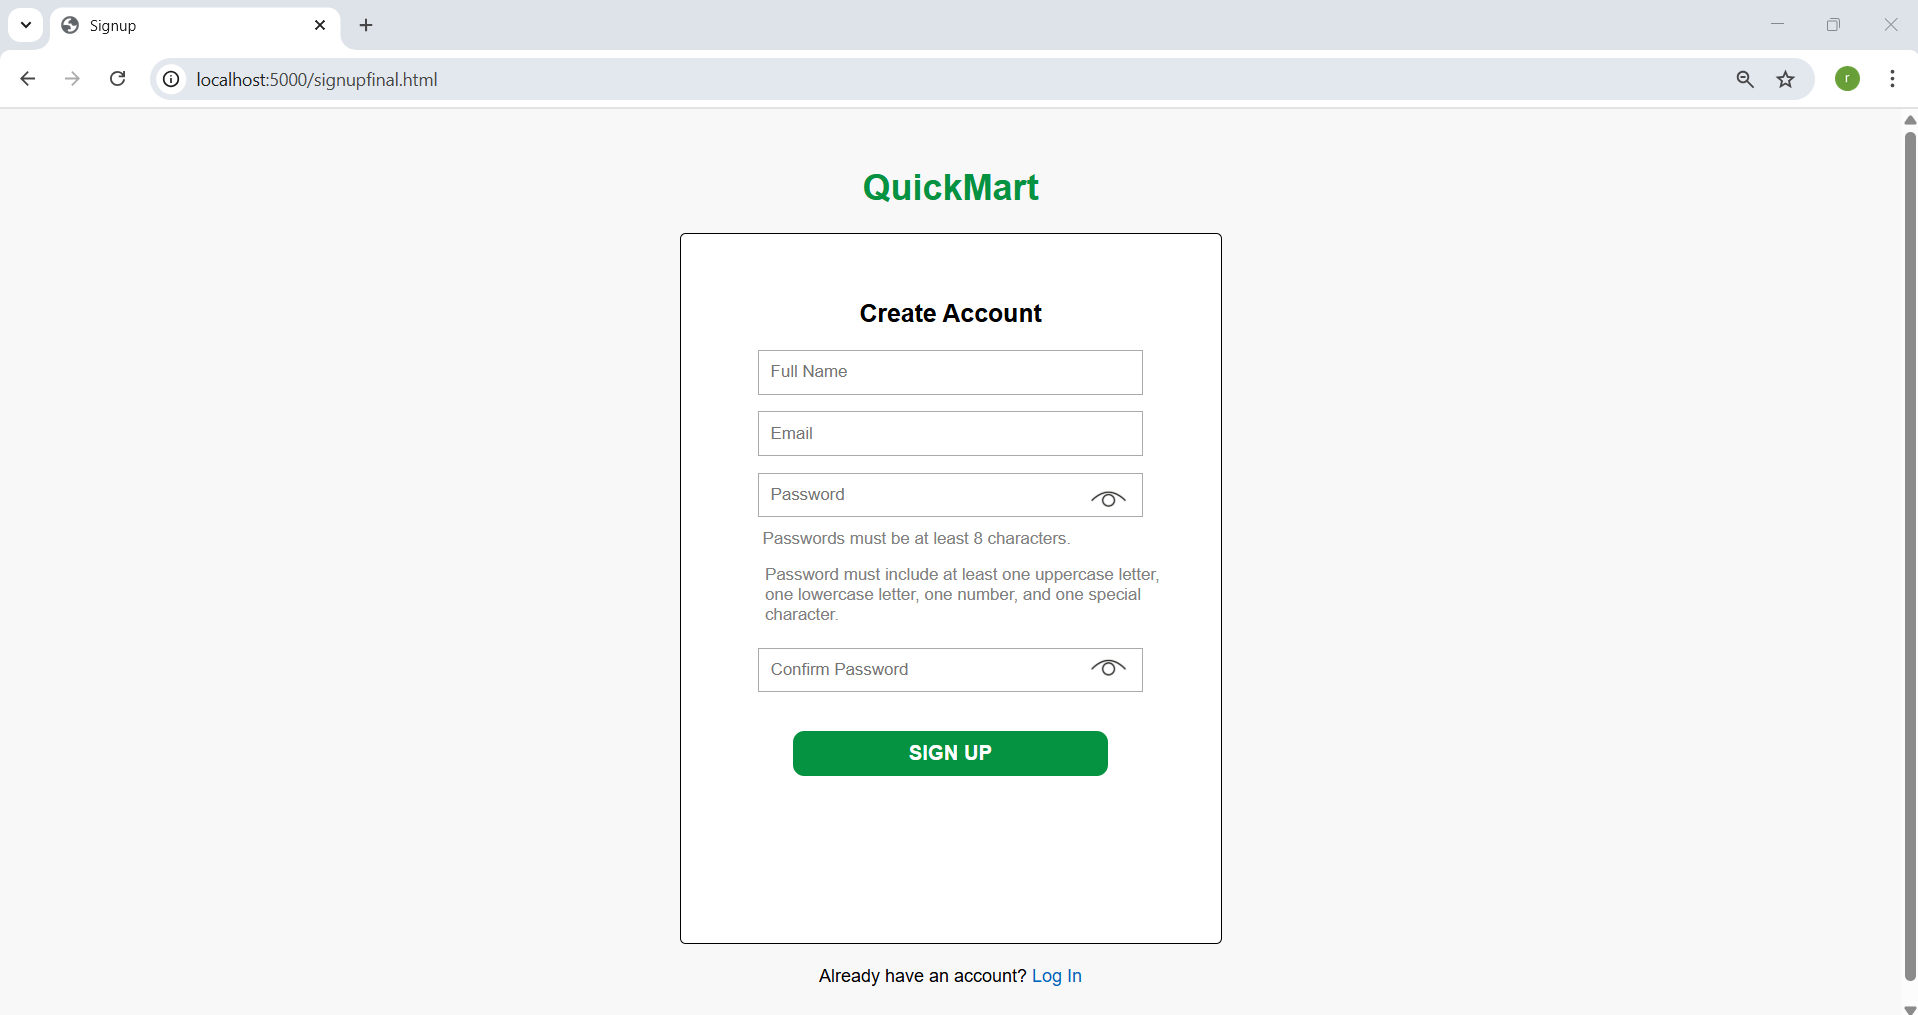 Signup
localhost:5000/signupfinal.html
r
QuickMart
Create Account
Full Name
Email
Password
Passwords must be at least 8 characters.
Password must include at least one uppercase letter,
one lowercase letter, one number, and one special
character.
Confirm Password
SIGN UP
Already have an account? Log In